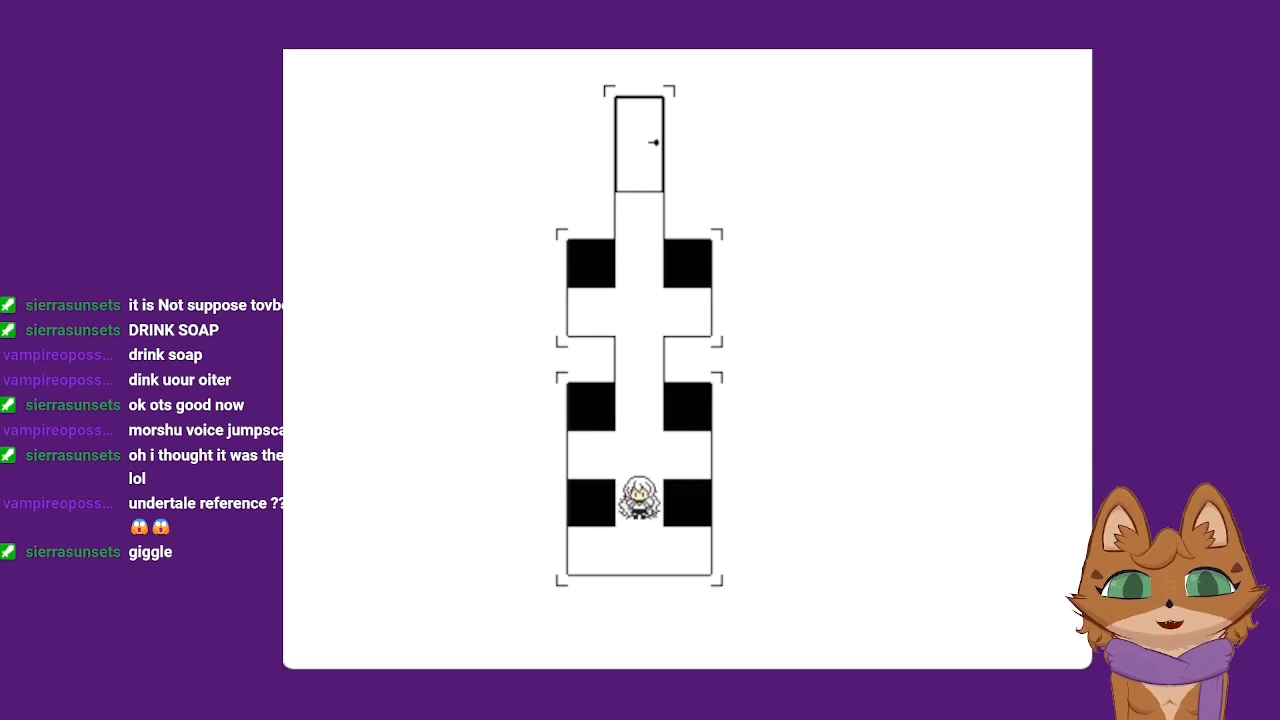 sierrasunsets it is Not suppose tovb
sierrasunsets DRINK SOAP
vampireoposs... drink soap
vampireoposs... dink uour oiter
sierrasunsets ok ots good now
vampireoposs... morshu voice jumpsca
sierrasunsets oh i thought it was the
lol
vampireoposs... undertale reference ??
😱😱
sierrasunsets giggle